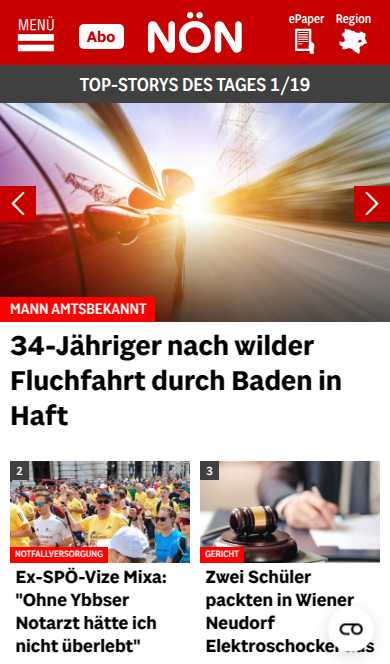 MENÜ
Abo
NÖN
ePaper
Region
TOP-STORYS DES TAGES 1/19
MANN AMTSBEKANNT
34-Jähriger nach wilder
Fluchfahrt durch Baden in
Haft
2
NOTFALLVERSORGUNG
Ex-SPÖ-Vize Mixa:
"Ohne Ybbser
Notarzt hätte ich
nicht überlebt"
3
GERICHT
Zwei Schüler
packten in Wiener
Neudorf
Elektroschocker aus